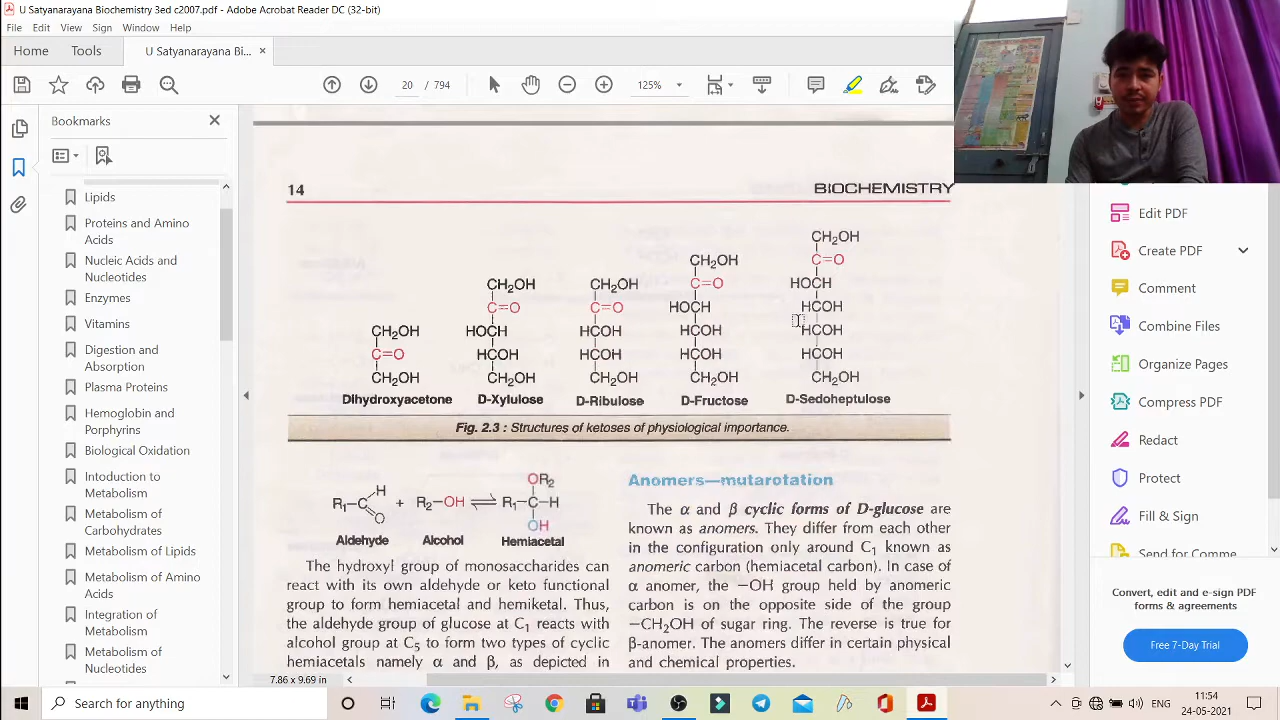 U Satyanarayana Biochemistry 3ed c2007.pdf - Adobe Acrobat Reader DC (32-bit)
File Edit View Sign Window Help
Home Tools U Satyanarayana Bi... ×
20 / 794 125%
Bookmarks
Lipids
Proteins and Amino
Acids
Nucleic Acids and
Nucleotides
Enzymes
Vitamins
Digestion and
Absorption
Plasma Proteins
Hemoglobin and
Porphyrins
Biological Oxidation
Intoduction to
Metabolism
Metabolism of
Carbohydrates
Metabolism of Lipids
Metabolism of Amino
Acids
Integration of
Metabolism
Metabolism of
Nucleotides
14 BIOCHEMISTRY
CH₂OH
C=O
CH₂OH
Dihydroxyacetone
CH₂OH
C=O
HOCH
HCOH
CH₂OH
D-Xylulose
CH₂OH
C=O
HCOH
HCOH
CH₂OH
D-Ribulose
CH₂OH
C=O
HOCH
HCOH
HCOH
CH₂OH
D-Fructose
CH₂OH
C=O
HOCH
HCOH
HCOH
HCOH
CH₂OH
D-Sedoheptulose
Fig. 2.3 : Structures of ketoses of physiological importance.
R₁–C H O + R₂–OH ⇌ R₁–C–H OR₂ OH
Aldehyde Alcohol Hemiacetal
The hydroxyl group of monosaccharides can
react with its own aldehyde or keto functional
group to form hemiacetal and hemiketal. Thus,
the aldehyde group of glucose at C₁ reacts with
alcohol group at C₅ to form two types of cyclic
hemiacetals namely α and β, as depicted in
Anomers—mutarotation
The α and β cyclic forms of D-glucose are
known as anomers. They differ from each other
in the configuration only around C₁ known as
anomeric carbon (hemiacetal carbon). In case of
α anomer, the –OH group held by anomeric
carbon is on the opposite side of the group
–CH₂OH of sugar ring. The reverse is true for
β-anomer. The anomers differ in certain physical
and chemical properties.
7.86 x 9.69 in
Edit PDF
Create PDF
Comment
Combine Files
Organize Pages
Compress PDF
Redact
Protect
Fill & Sign
Send for Comme
Convert, edit and e-sign PDF
forms & agreements
Free 7-Day Trial
Search for anything
ENG
11:54
24-05-2021